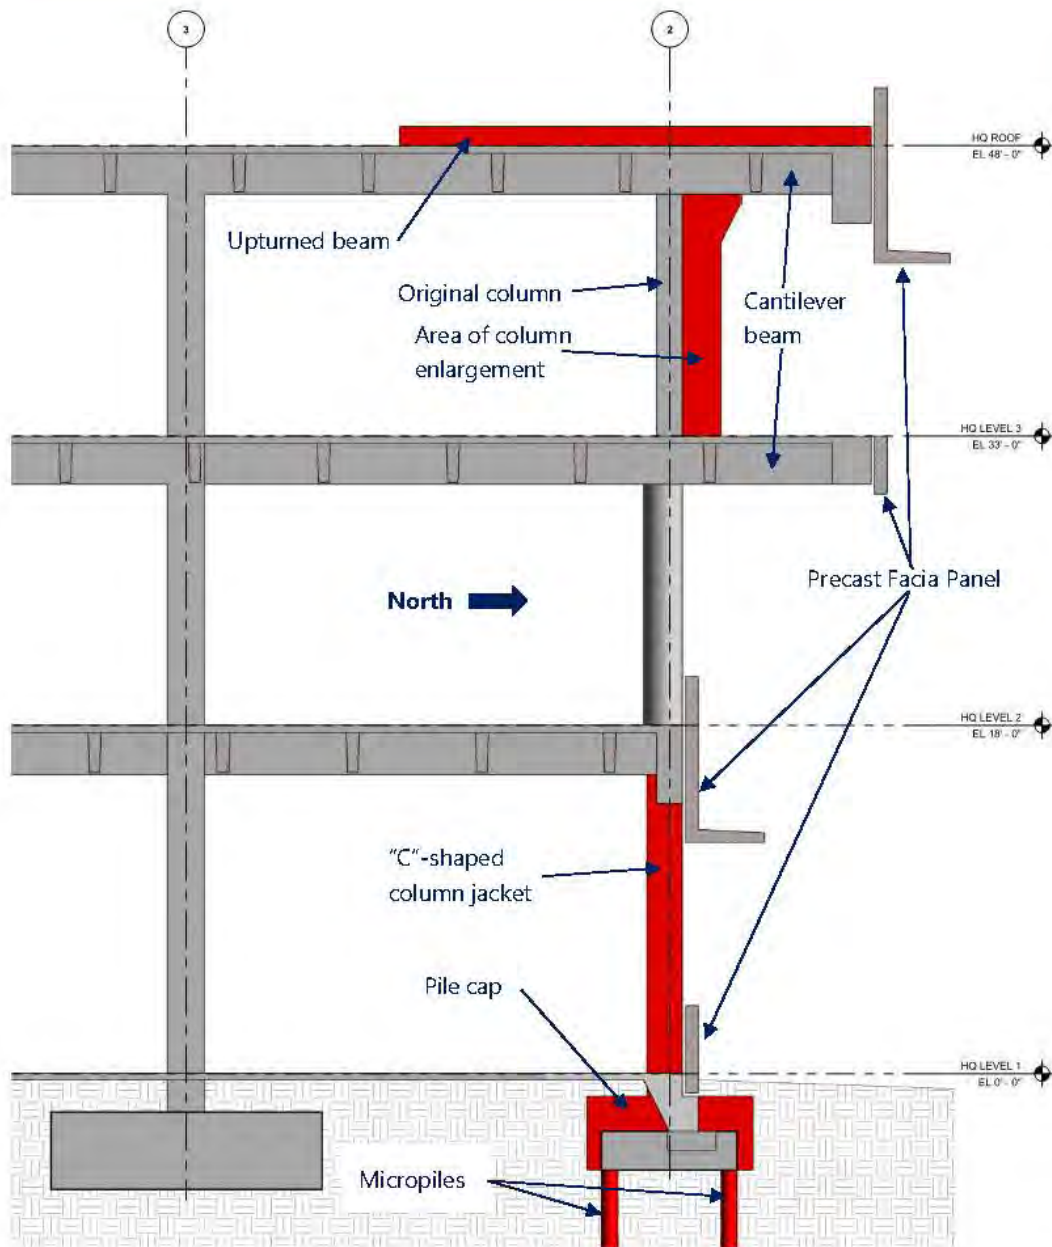 3
2
HQ ROOF
EL 48' - 0"
Upturned beam
Original column
Cantilever
beam
Area of column
enlargement
HQ LEVEL 3
EL 33' - 0"
Precast Facia Panel
North
HQ LEVEL 2
EL 18' - 0"
"C"-shaped
column jacket
Pile cap
HQ LEVEL 1
EL 0' - 0"
Micropiles